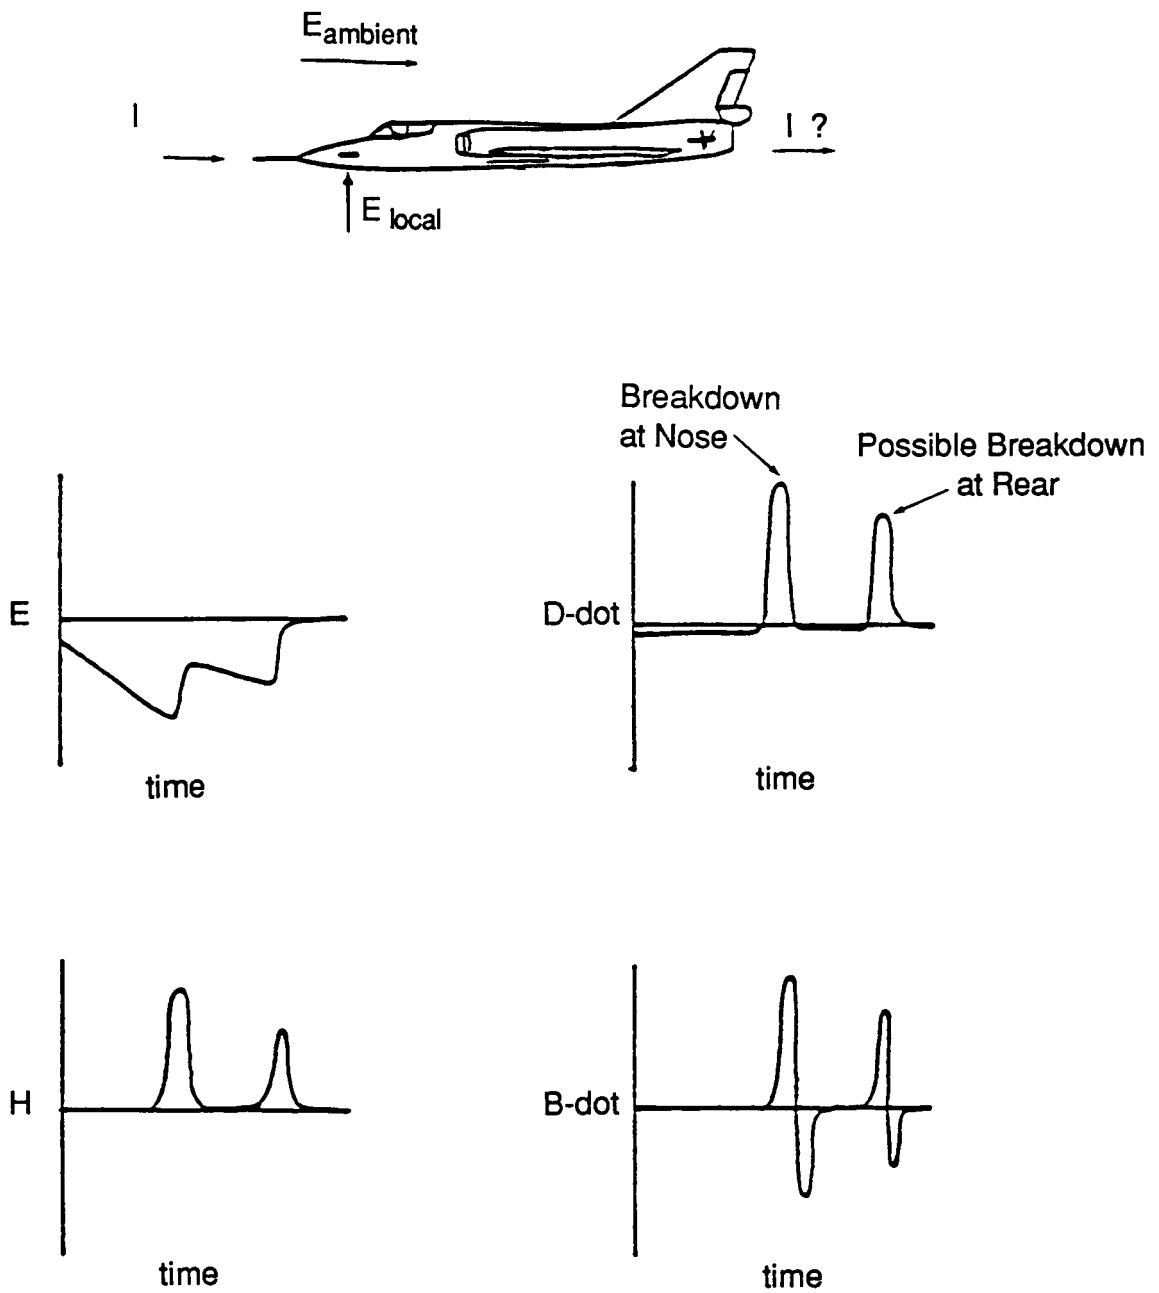 E ambient
I
I ?
E local
Breakdown
at Nose
Possible Breakdown
at Rear
E
time
D-dot
time
H
time
B-dot
time